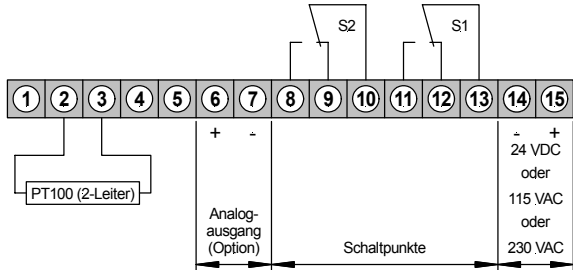 S2
S1
1 2 3 4 5 6 7 8 9 10 11 12 13 14 15
+ - - +
PT100 (2-Leiter)
24 VDC
oder
115 VAC
oder
230 VAC
Analog-
ausgang
(Option)
Schaltpunkte